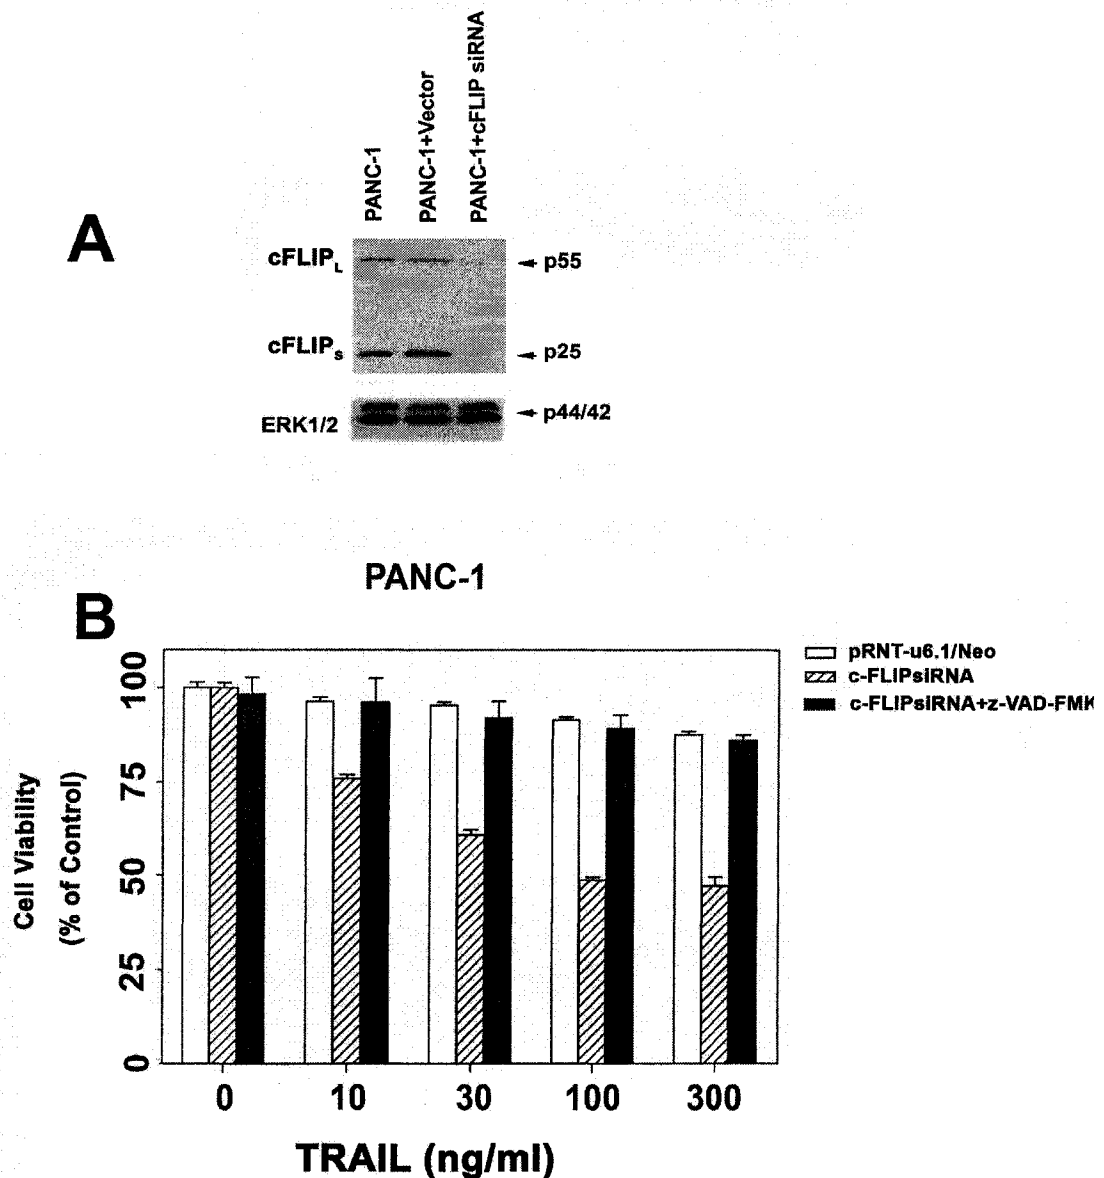 PANC-1
PANC-1+Vector
PANC-1+cFLIP siRNA
A
cFLIPL
p55
cFLIPS
p25
ERK1/2
p44/42
PANC-1
B
pRNT-u6.1/Neo
c-FLIPsiRNA
c-FLIPsiRNA+z-VAD-FMK
Cell Viability
(% of Control)
100
75
50
25
0
0 10 30 100 300
TRAIL (ng/ml)